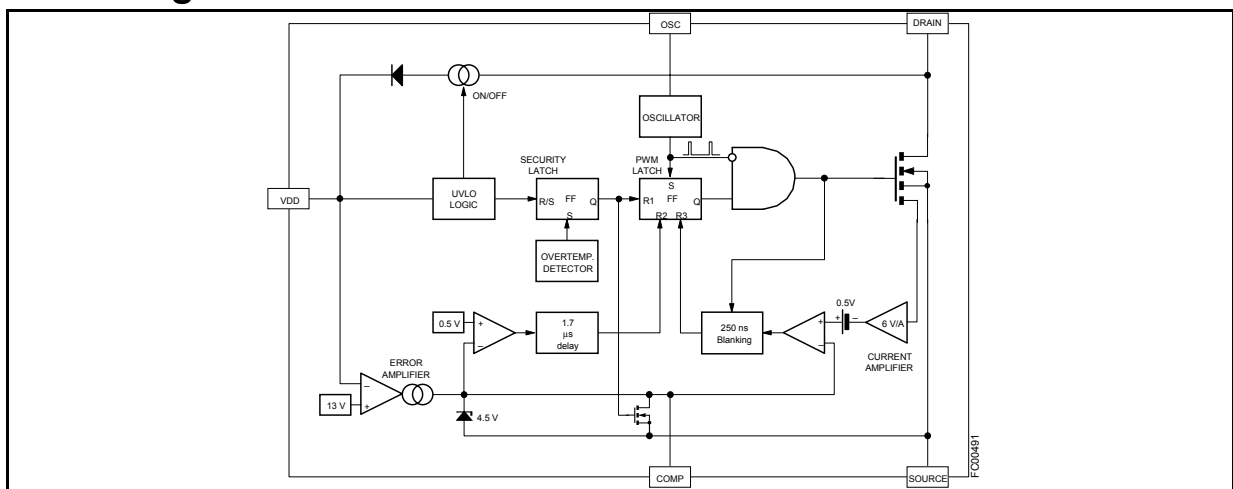 OSC
DRAIN
ON/OFF
OSCILLATOR
SECURITY
LATCH
PWM
LATCH
VDD
UVLO
LOGIC
R/S
FF
Q
S
S
R1
FF
Q
R2
R3
OVERTEMP.
DETECTOR
0.5 V
+
–
1.7
µs
delay
250 ns
Blanking
+
–
0.5V
+
–
6 V/A
CURRENT
AMPLIFIER
ERROR
AMPLIFIER
–
13 V
+
4.5 V
COMP
SOURCE
FC00491